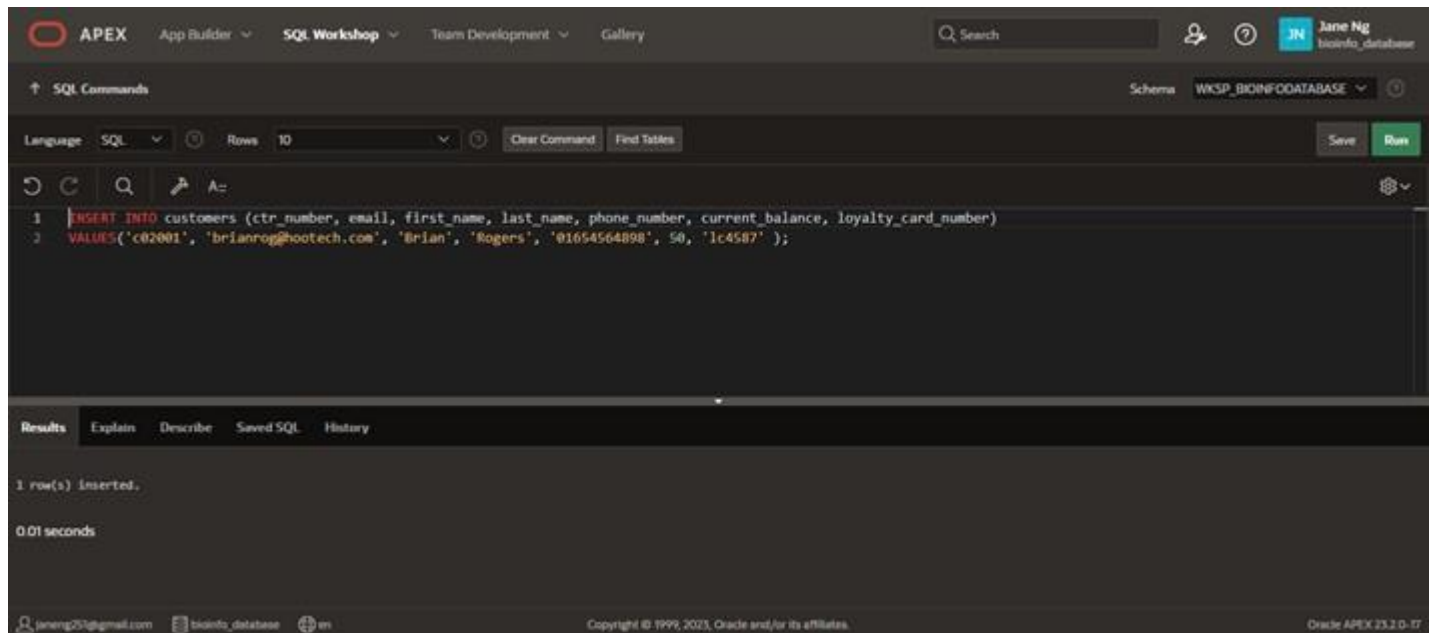 APEX App Builder SQL Workshop Team Development Gallery Search Jane Ng
JN bioinfo_database
↑ SQL Commands Schema WKSP_BIOINFODATABASE
Language SQL Rows 10 Clear Command Find Tables Save Run
1 INSERT INTO customers (ctr_number, email, first_name, last_name, phone_number, current_balance, loyalty_card_number)
2 VALUES('c02001', 'brianrog@hootech.com', 'Brian', 'Rogers', '01654564898', 50, 'lc4587' );
Results Explain Describe Saved SQL History
1 row(s) inserted.
0.01 seconds
janeng251@gmail.com bioinfo_database en Copyright © 1999, 2023, Oracle and/or its affiliates. Oracle APEX 23.2.0-17